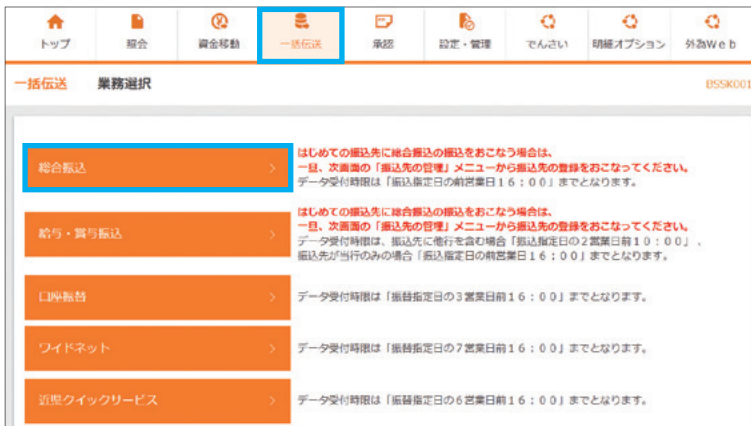 トップ 照会 資金移動 一括伝送 承認 設定・管理 でんさい 明細オプション 外為Web
一括伝送 業務選択 BSSK001
総合振込
はじめての振込先に総合振込の振込をおこなう場合は、
一旦、次画面の「振込先の管理」メニューから振込先の登録をおこなってください。
データ受付時限は「振込指定日の前営業日16:00」までとなります。
給与・賞与振込
はじめての振込先に総合振込の振込をおこなう場合は、
一旦、次画面の「振込先の管理」メニューから振込先の登録をおこなってください。
データ受付時限は、振込先に他行を含む場合「振込指定日の2営業日前10:00」、
振込先が当行のみの場合「振込指定日の前営業日16:00」までとなります。
口座振替
データ受付時限は「振替指定日の3営業日前16:00」までとなります。
ワイドネット
データ受付時限は「振替指定日の7営業日前16:00」までとなります。
近児クイックサービス
データ受付時限は「振替指定日の6営業日前16:00」までとなります。